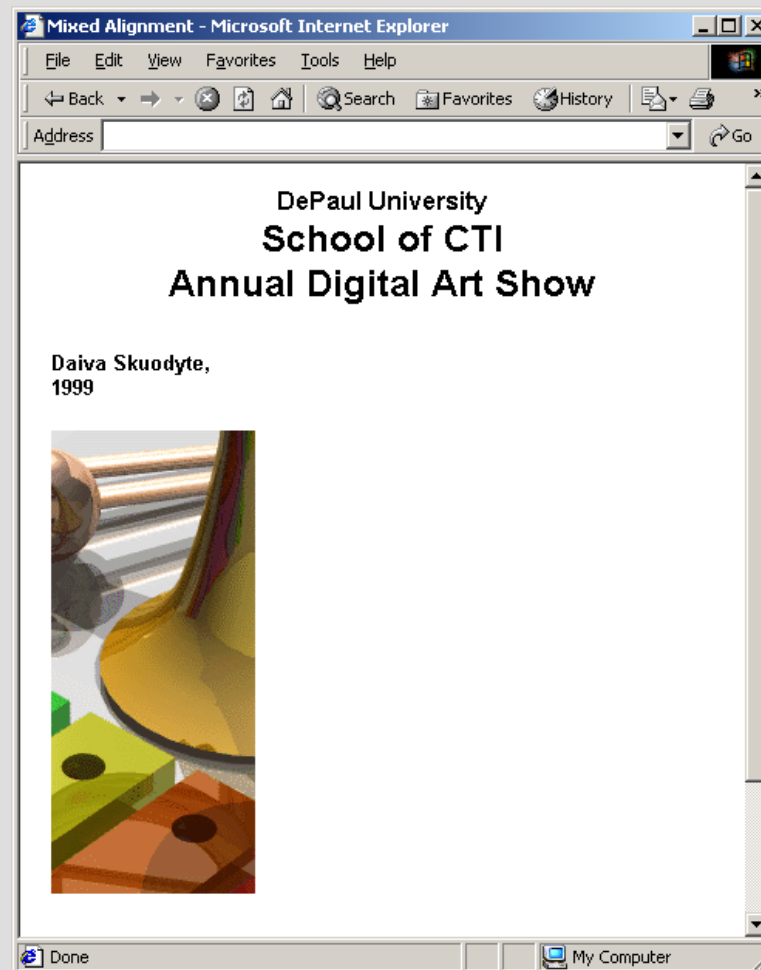 Mixed Alignment - Microsoft Internet Explorer
File Edit View Favorites Tools Help
Back Search Favorites History »
Address Go
DePaul University
School of CTI
Annual Digital Art Show
Daiva Skuodyte,
1999
Done My Computer